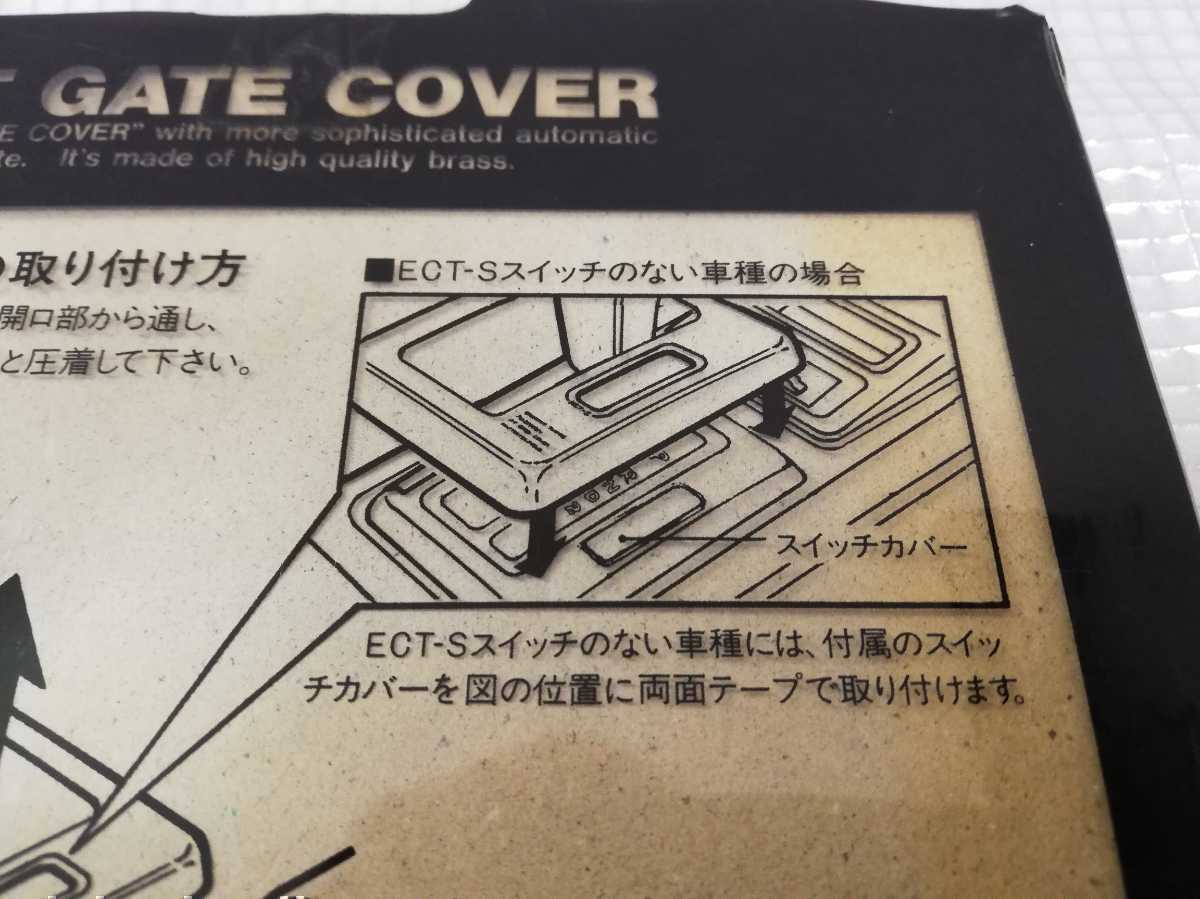 GATE COVER
COVER" with more sophisticated automatic
It's made of high quality brass.
取り付け方
開口部から通し、
と圧着して下さい。
■ECT-Sスイッチのない車種の場合
スイッチカバー
ECT-Sスイッチのない車種には、付属のスイッ
チカバーを図の位置に両面テープで取り付けます。